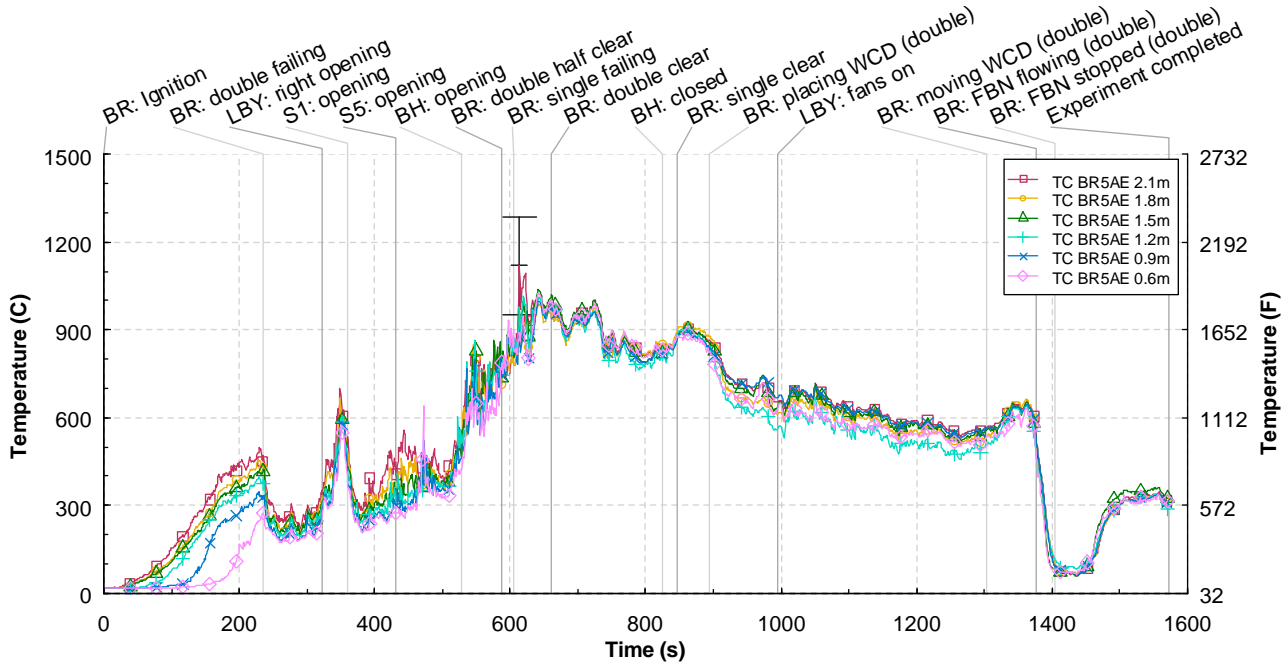 BR: Ignition
BR: double failing
LBY: right opening
S1: opening
S5: opening
BH: opening
BR: double half clear
BR: single failing
BR: double clear
BH: closed
BR: single clear
BR: placing WCD (double)
LBY: fans on
BR: moving WCD (double)
BR: FBN flowing (double)
BR: FBN stopped (double)
Experiment completed
1500
1200
900
600
300
0
Temperature (C)
2732
2192
1652
1112
572
32
Temperature (F)
TC BR5AE 2.1m
TC BR5AE 1.8m
TC BR5AE 1.5m
TC BR5AE 1.2m
TC BR5AE 0.9m
TC BR5AE 0.6m
0 200 400 600 800 1000 1200 1400 1600
Time (s)